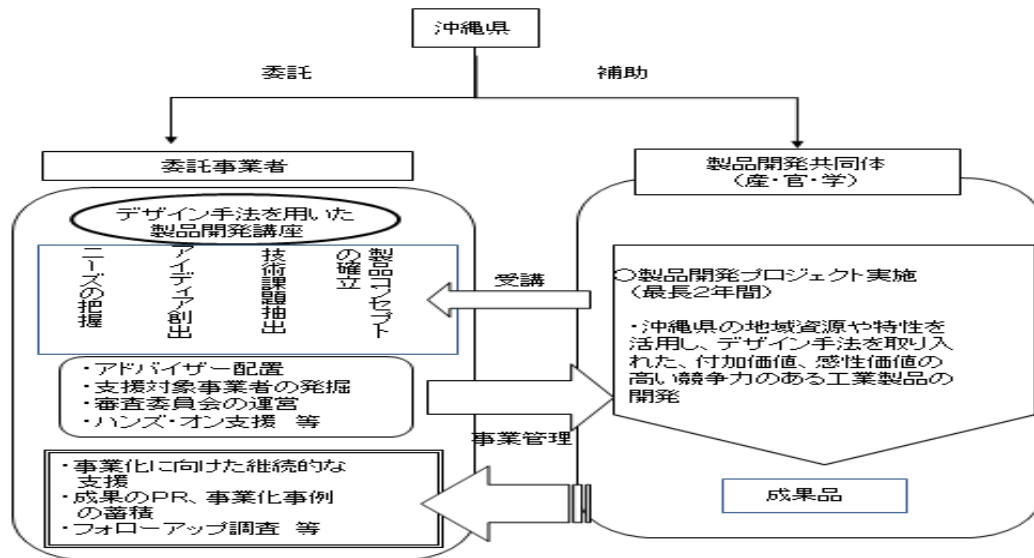 沖縄県
委託
補助
委託事業者
製品開発共同体
(産・官・学)
デザイン手法を用いた
製品開発講座
ニーズの把握
アイディア創出
技術課題抽出
製品コンセプト
の確立
受講
○製品開発プロジェクト実施
(最長2年間)
・沖縄県の地域資源や特性を
活用し、デザイン手法を取り入
れた、付加価値、感性価値の
高い競争力のある工業製品の
開発
・アドバイザー配置
・支援対象事業者の発掘
・審査委員会の運営
・ハンズ・オン支援 等
事業管理
・事業化に向けた継続的な
支援
・成果のPR、事業化事例
の蓄積
・フォローアップ調査 等
成果品